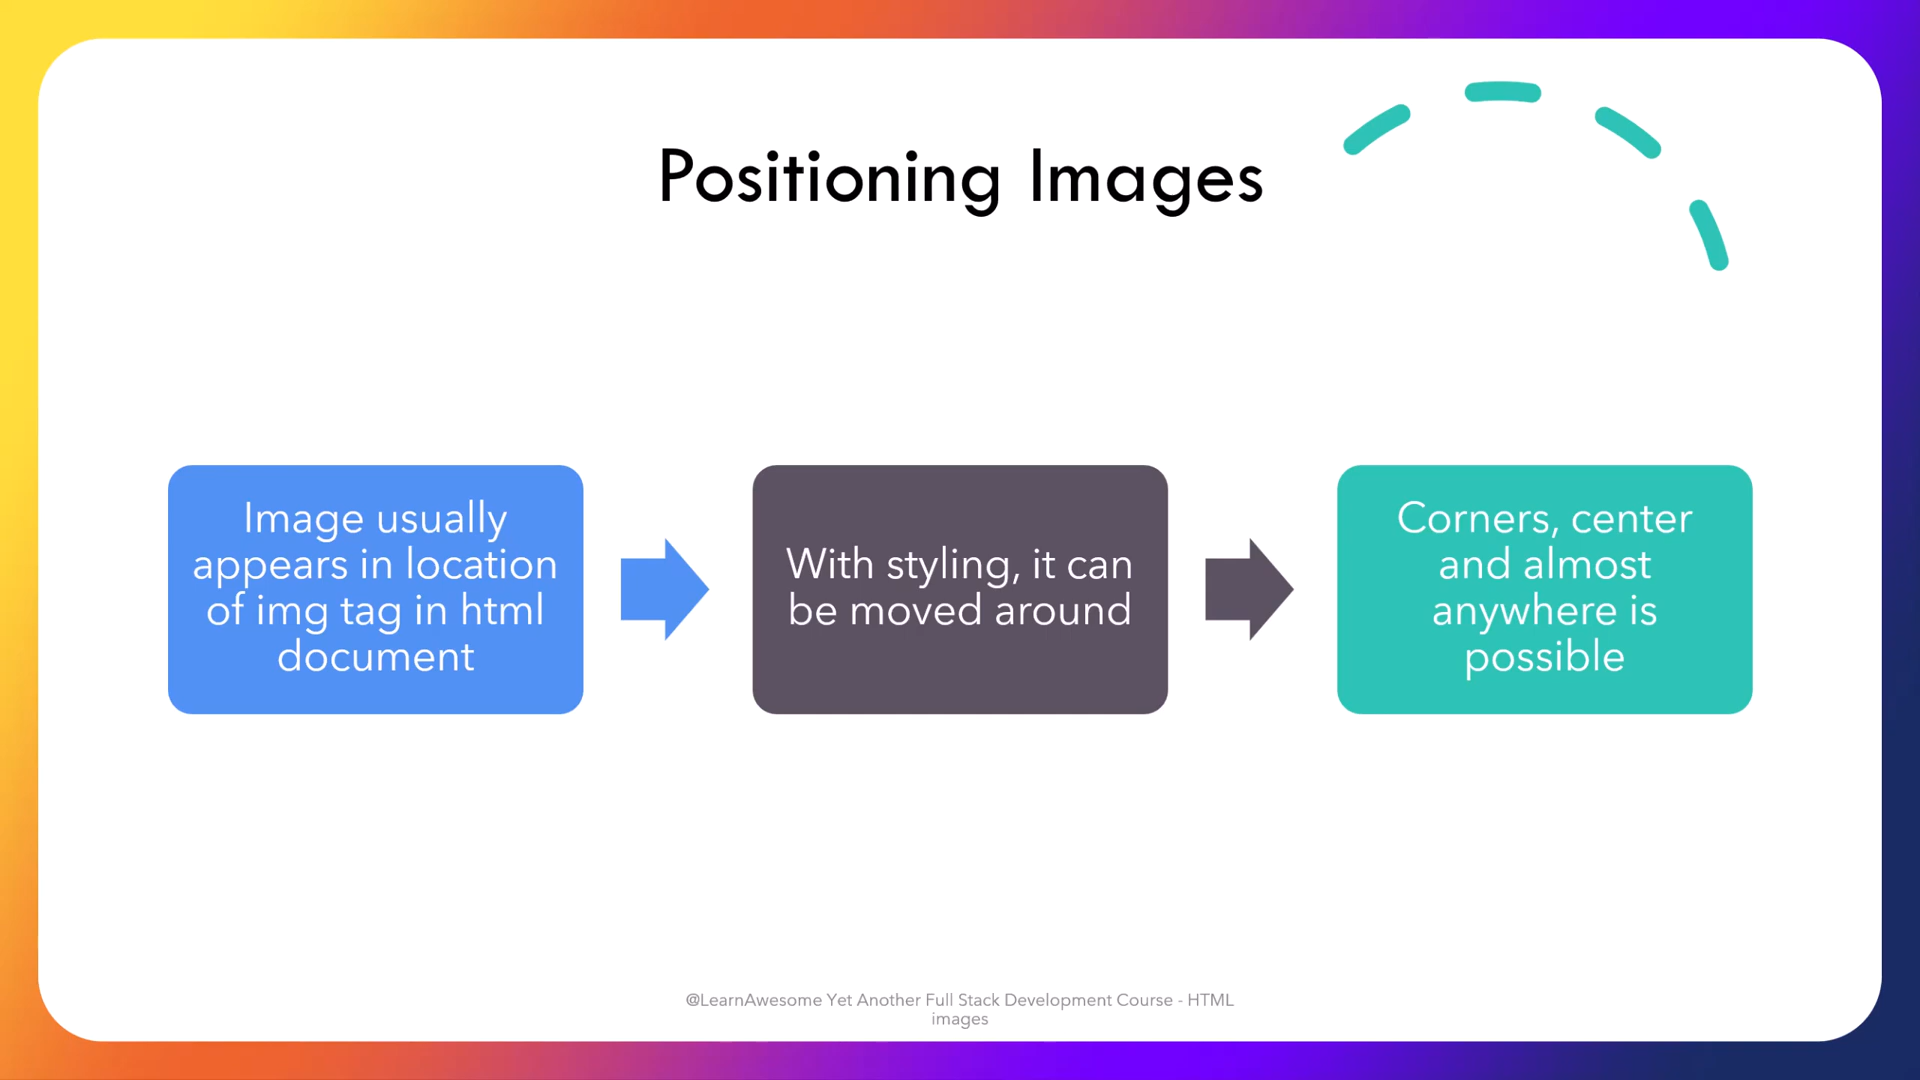 Positioning Images
Image usually
appears in location
of img tag in html
document
With styling, it can
be moved around
Corners, center
and almost
anywhere is
possible
@LearnAwesome Yet Another Full Stack Development Course - HTML
images